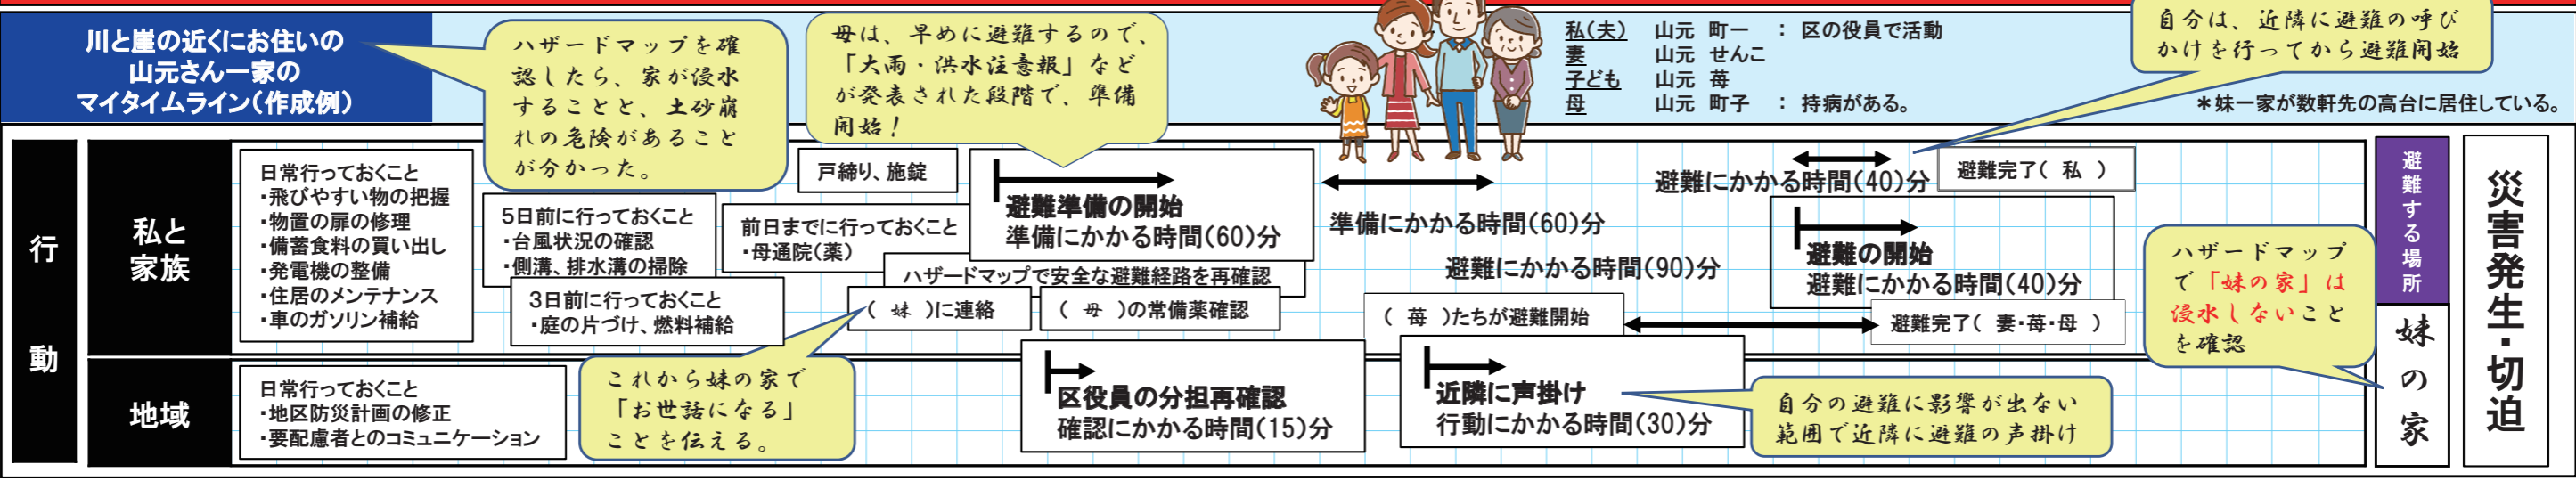 川と崖の近くにお住いの
山元さん一家の
マイタイムライン(作成例)
ハザードマップを確
認したら、家が浸水
することと、土砂崩
れの危険があること
が分かった。
母は、早めに避難するので、
「大雨・洪水注意報」など
が発表された段階で、準備
開始!
私(夫) 山元 町一 : 区の役員で活動
妻 山元 せんこ
子ども 山元 苺
母 山元 町子 : 持病がある。
自分は、近隣に避難の呼び
かけを行ってから避難開始
*妹一家が数軒先の高台に居住している。
行動
私と
家族
日常行っておくこと
・飛びやすい物の把握
・物置の扉の修理
・備蓄食料の買い出し
・発電機の整備
・住居のメンテナンス
・車のガソリン補給
5日前に行っておくこと
・台風状況の確認
・側溝、排水溝の掃除
3日前に行っておくこと
・庭の片づけ、燃料補給
戸締り、施錠
前日までに行っておくこと
・母通院(薬)
避難準備の開始
準備にかかる時間(60)分
ハザードマップで安全な避難経路を再確認
( 妹 )に連絡
( 母 )の常備薬確認
準備にかかる時間(60)分
避難にかかる時間(90)分
( 苺 )たちが避難開始
避難にかかる時間(40)分
避難完了( 私 )
避難の開始
避難にかかる時間(40)分
避難完了( 妻・苺・母 )
ハザードマップ
で「妹の家」は
浸水しないこと
を確認
避難する場所
妹の家
災害発生・切迫
地域
日常行っておくこと
・地区防災計画の修正
・要配慮者とのコミュニケーション
これから妹の家で
「お世話になる」
ことを伝える。
区役員の分担再確認
確認にかかる時間(15)分
近隣に声掛け
行動にかかる時間(30)分
自分の避難に影響が出ない
範囲で近隣に避難の声掛け